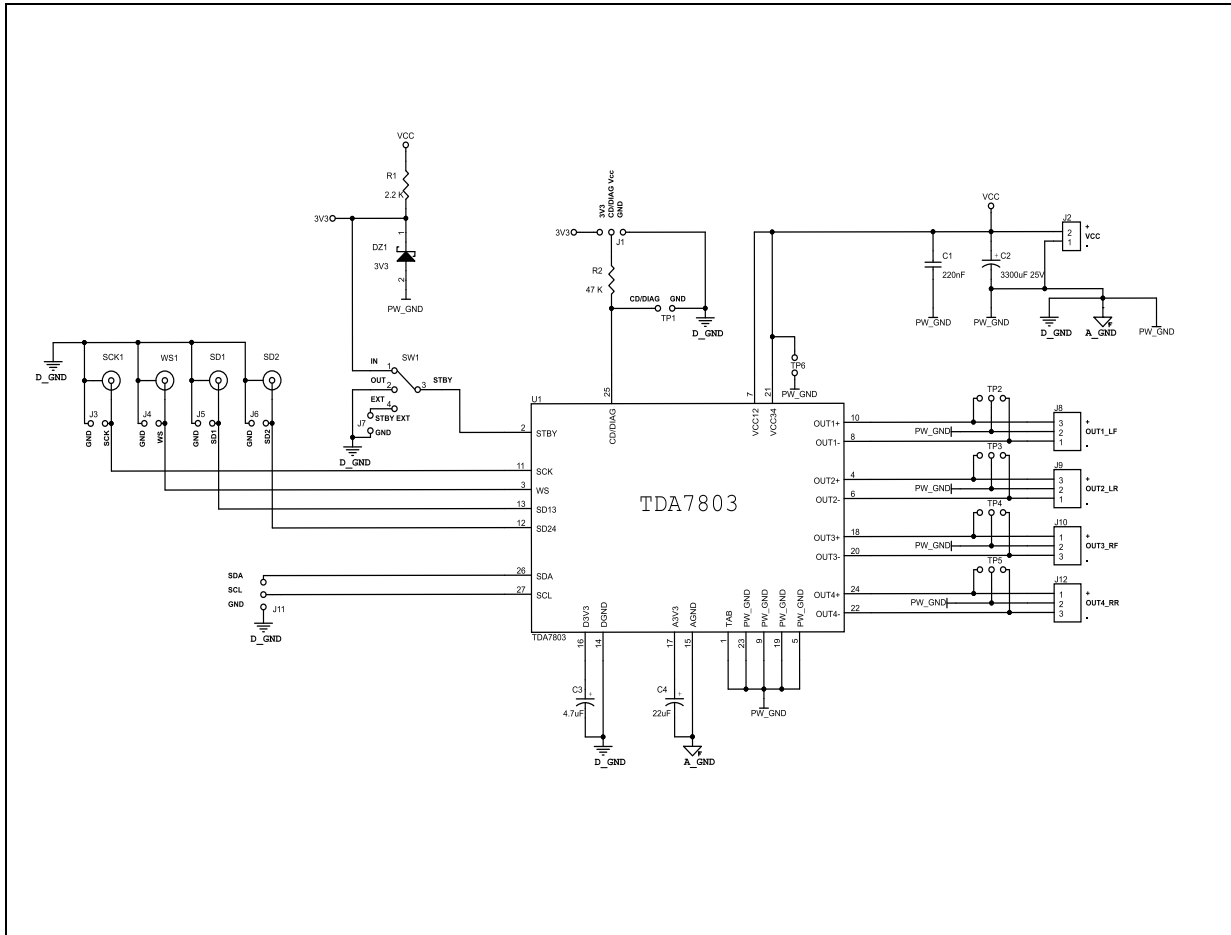 VCC
R1
2.2 K
3V3
1
DZ1
3V3
2
PW_GND
3V3
CD/DIAG Vcc
GND
3V3
J1
R2
47 K
CD/DIAG GND
TP1
D_GND
VCC
J2
2
1
+
VCC
-
C1
220nF
+
C2
3300uF 25V
PW_GND
PW_GND
D_GND
A_GND
PW_GND
TP6
PW_GND
D_GND
SCK1
WS1
SD1
SD2
J3
J4
J5
J6
GND
SCK
GND
WS
GND
SD1
GND
SD2
IN
SW1
1
OUT
2
3
STBY
EXT
4
STBY EXT
J7
GND
D_GND
U1
25
CD/DIAG
7
VCC12
21
VCC34
2 STBY
11 SCK
3 WS
13 SD13
12 SD24
26 SDA
27 SCL
TDA7803
TDA7803
SDA
SCL
GND
J11
D_GND
OUT1+ 10
OUT1- 8
OUT2+ 4
OUT2- 6
OUT3+ 18
OUT3- 20
OUT4+ 24
OUT4- 22
TP2
PW_GND
J8
3
2
1
+
OUT1_LF
-
TP3
PW_GND
J9
3
2
1
+
OUT2_LR
-
TP4
PW_GND
J10
1
2
3
+
OUT3_RF
-
TP5
PW_GND
J12
1
2
3
+
OUT4_RR
-
D3V3
16
DGND
14
A3V3
17
AGND
15
TAB
1
PW_GND
23
PW_GND
9
PW_GND
19
PW_GND
5
C3
+
4.7uF
C4
+
22uF
PW_GND
D_GND
A_GND